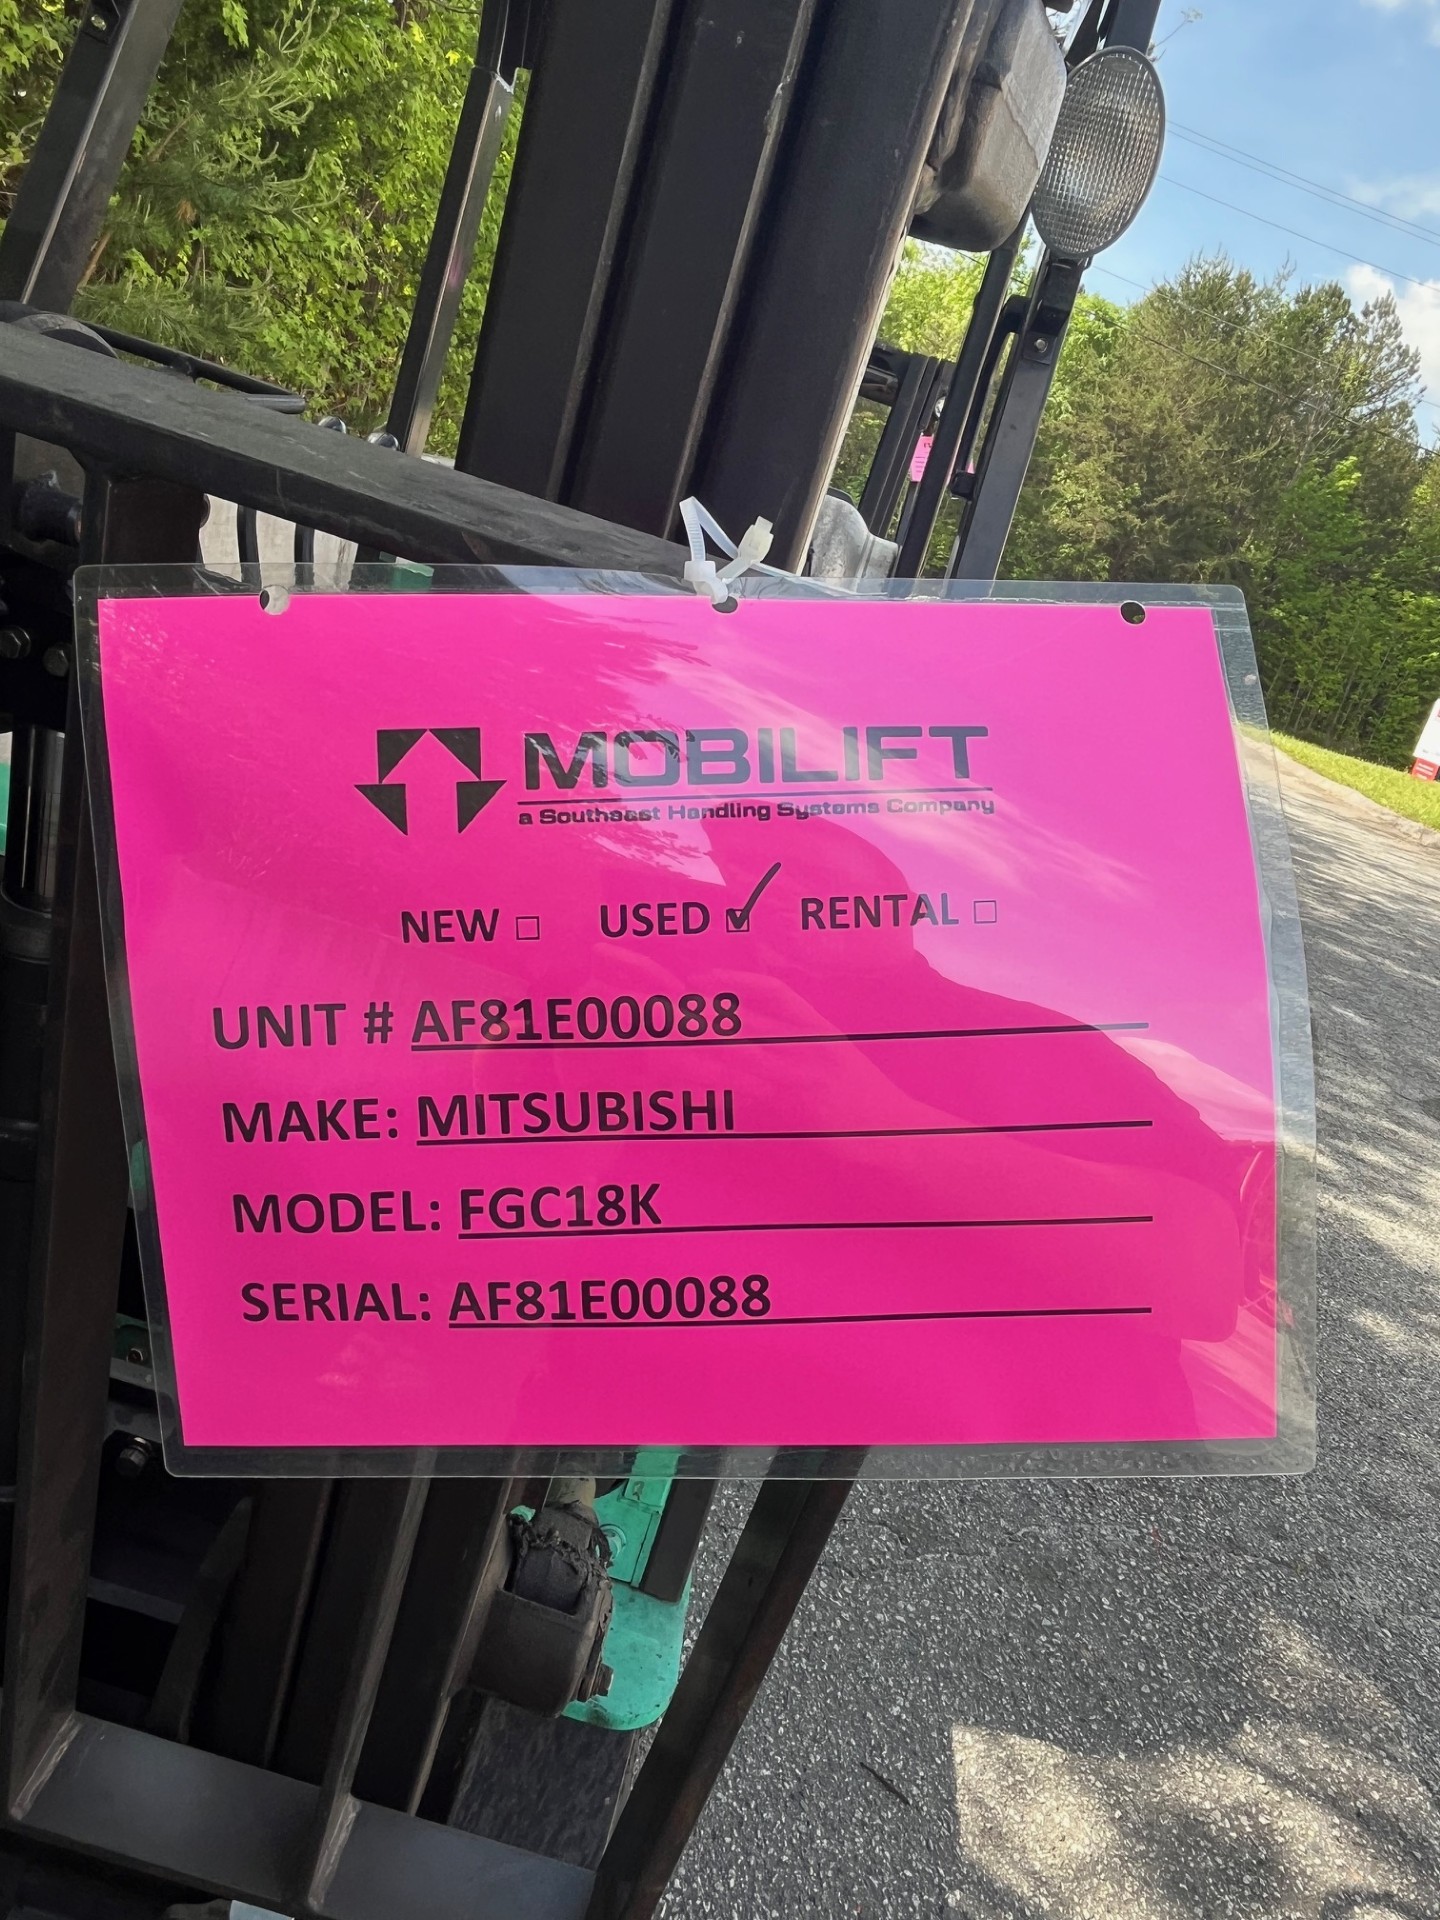 MOBILIFT
a Southeast Handling Systems Company
NEW ☐ USED ☑ RENTAL ☐
UNIT # AF81E00088
MAKE: MITSUBISHI
MODEL: FGC18K
SERIAL: AF81E00088